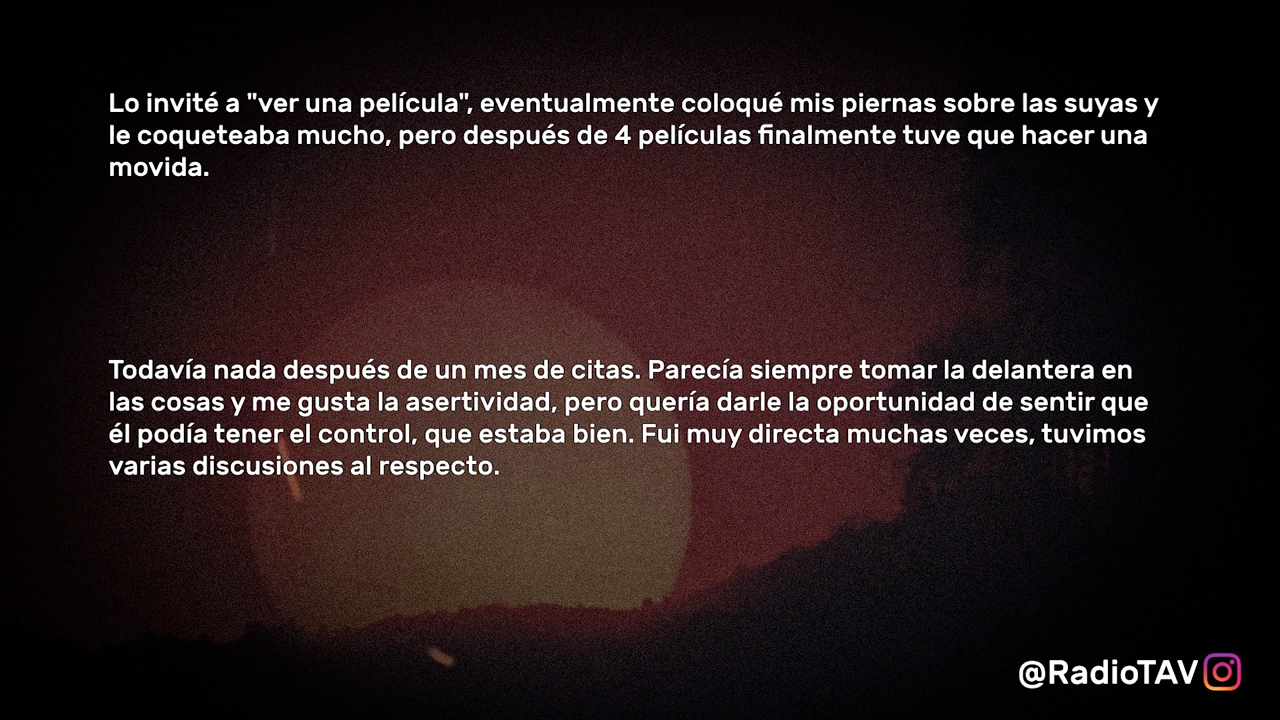 Lo invité a "ver una película", eventualmente coloqué mis piernas sobre las suyas y
le coqueteaba mucho, pero después de 4 películas finalmente tuve que hacer una
movida.
Todavía nada después de un mes de citas. Parecía siempre tomar la delantera en
las cosas y me gusta la asertividad, pero quería darle la oportunidad de sentir que
él podía tener el control, que estaba bien. Fui muy directa muchas veces, tuvimos
varias discusiones al respecto.
@RadioTAV